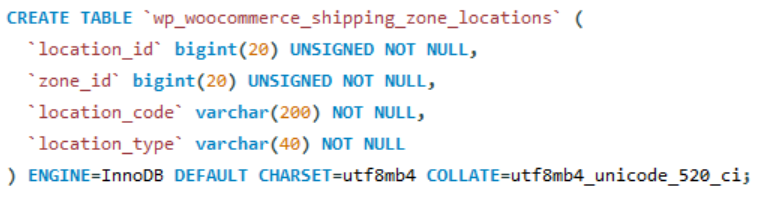 CREATE TABLE `wp_woocommerce_shipping_zone_locations` (
  `location_id` bigint(20) UNSIGNED NOT NULL,
  `zone_id` bigint(20) UNSIGNED NOT NULL,
  `location_code` varchar(200) NOT NULL,
  `location_type` varchar(40) NOT NULL
) ENGINE=InnoDB DEFAULT CHARSET=utf8mb4 COLLATE=utf8mb4_unicode_520_ci;